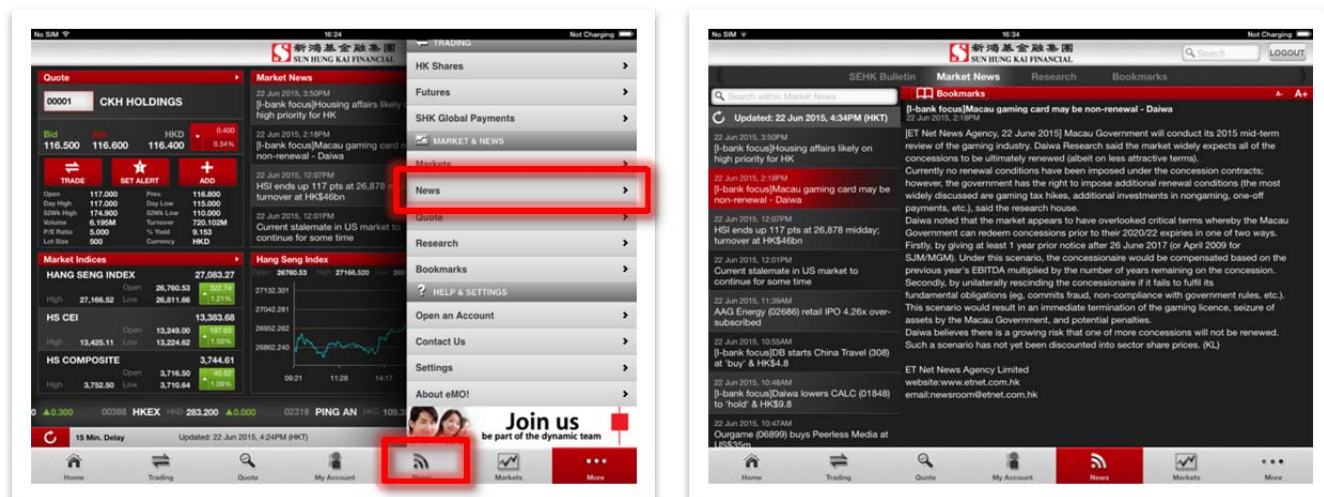 No SIM
16:24
Not Charging
新鴻基金融集團
SUN HUNG KAI FINANCIAL
Quote
00001 CKH HOLDINGS
Bid Ask HKD 0.400
116.500 116.600 116.400 0.34%
TRADE SET ALERT ADD
Open 117.000 Prev. 116.800
Day High 117.000 Day Low 115.000
52Wk High 174.900 52Wk Low 110.000
Volume 6.195M Turnover 720.102M
P/E Ratio 5.000 % Yield 9.153
Lot Size 500 Currency HKD
Market Indices
HANG SENG INDEX 27,083.27
Open 26,760.53 322.74
High 27,166.52 Low 26,811.66 1.21%
HS CEI 13,383.68
Open 13,249.00 197.60
High 13,425.11 Low 13,224.62 1.50%
HS COMPOSITE 3,744.61
Open 3,716.50 40.52
High 3,752.50 Low 3,710.64 1.09%
Market News
22 Jun 2015, 3:50PM
[I-bank focus]Housing affairs likely
high priority for HK
22 Jun 2015, 2:18PM
[I-bank focus]Macau gaming card
non-renewal - Daiwa
22 Jun 2015, 12:07PM
HSI ends up 117 pts at 26,878
turnover at HK$46bn
22 Jun 2015, 12:01PM
Current stalemate in US market to
continue for some time
Hang Seng Index
Open 26760.53 High 27166.520 Low
27132.301
27042.281
26952.262
26862.240
09:21 11:28 14:17
TRADING
HK Shares
Futures
SHK Global Payments
MARKET & NEWS
Markets
News
Quote
Research
Bookmarks
HELP & SETTINGS
Open an Account
Contact Us
Settings
About eMO!
0.300 00388 HKEX HKD 283.200 0.000 02318 PING AN HKD 109.3
Join us
be part of the dynamic team
15 Min. Delay Updated: 22 Jun 2015, 4:24PM (HKT)
Home Trading Quote My Account News Markets More
No SIM
16:34
Not Charging
新鴻基金融集團
SUN HUNG KAI FINANCIAL
Search
LOGOUT
SEHK Bulletin Market News Research Bookmarks
Search within Market News
Updated: 22 Jun 2015, 4:34PM (HKT)
22 Jun 2015, 3:50PM
[I-bank focus]Housing affairs likely on
high priority for HK
22 Jun 2015, 2:18PM
[I-bank focus]Macau gaming card may be
non-renewal - Daiwa
22 Jun 2015, 12:07PM
HSI ends up 117 pts at 26,878 midday;
turnover at HK$46bn
22 Jun 2015, 12:01PM
Current stalemate in US market to
continue for some time
22 Jun 2015, 11:39AM
AAG Energy (02686) retail IPO 4.26x over-
subscribed
22 Jun 2015, 10:55AM
[I-bank focus]DB starts China Travel (308)
at 'buy' & HK$4.8
22 Jun 2015, 10:48AM
[I-bank focus]Daiwa lowers CALC (01848)
to 'hold' & HK$9.8
22 Jun 2015, 10:47AM
Ourgame (06899) buys Peerless Media at
US$35m
Bookmarks A- A+
[I-bank focus]Macau gaming card may be non-renewal - Daiwa
22 Jun 2015, 2:18PM
[ET Net News Agency, 22 June 2015] Macau Government will conduct its 2015 mid-term
review of the gaming industry. Daiwa Research said the market widely expects all of the
concessions to be ultimately renewed (albeit on less attractive terms).
Currently no renewal conditions have been imposed under the concession contracts;
however, the government has the right to impose additional renewal conditions (the most
widely discussed are gaming tax hikes, additional investments in nongaming, one-off
payments, etc.), said the research house.
Daiwa noted that the market appears to have overlooked critical terms whereby the Macau
Government can redeem concessions prior to their 2020/22 expiries in one of two ways.
Firstly, by giving at least 1 year prior notice after 26 June 2017 (or April 2009 for
SJM/MGM). Under this scenario, the concessionaire would be compensated based on the
previous year's EBITDA multiplied by the number of years remaining on the concession.
Secondly, by unilaterally rescinding the concessionaire if it fails to fulfil its
fundamental obligations (eg, commits fraud, non-compliance with government rules, etc.).
This scenario would result in an immediate termination of the gaming licence, seizure of
assets by the Macau Government, and potential penalties.
Daiwa believes there is a growing risk that one of more concessions will not be renewed.
Such a scenario has not yet been discounted into sector share prices. (KL)
ET Net News Agency Limited
website:www.etnet.com.hk
email:newsroom@etnet.com.hk
Home Trading Quote My Account News Markets More